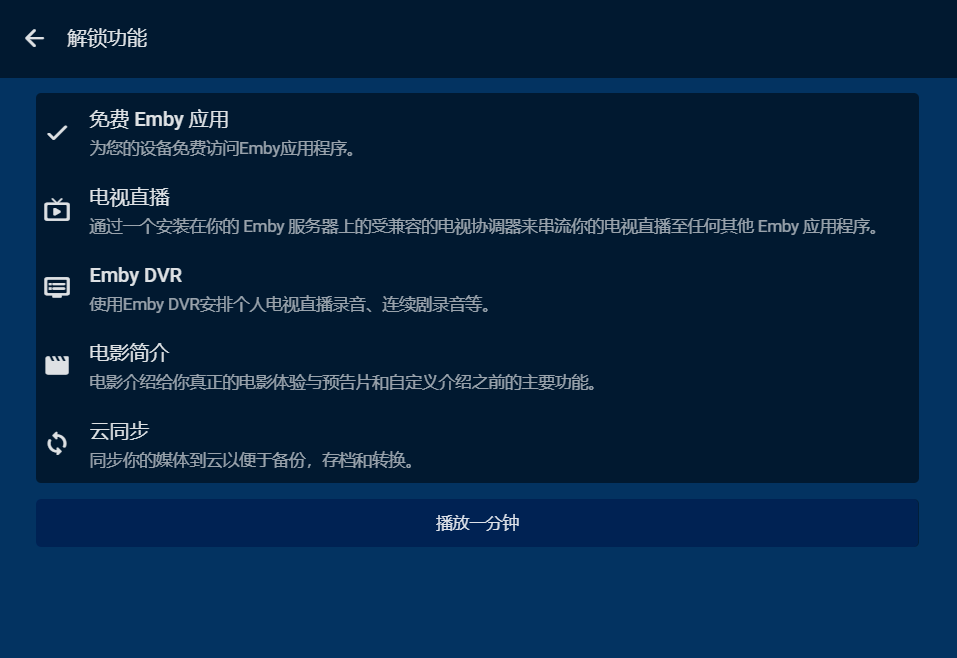 解锁功能
免费 Emby 应用
为您的设备免费访问Emby应用程序。
电视直播
通过一个安装在你的 Emby 服务器上的受兼容的电视协调器来串流你的电视直播至任何其他 Emby 应用程序。
Emby DVR
使用Emby DVR安排个人电视直播录音、连续剧录音等。
电影简介
电影介绍给你真正的电影体验与预告片和自定义介绍之前的主要功能。
云同步
同步你的媒体到云以便于备份，存档和转换。
播放一分钟